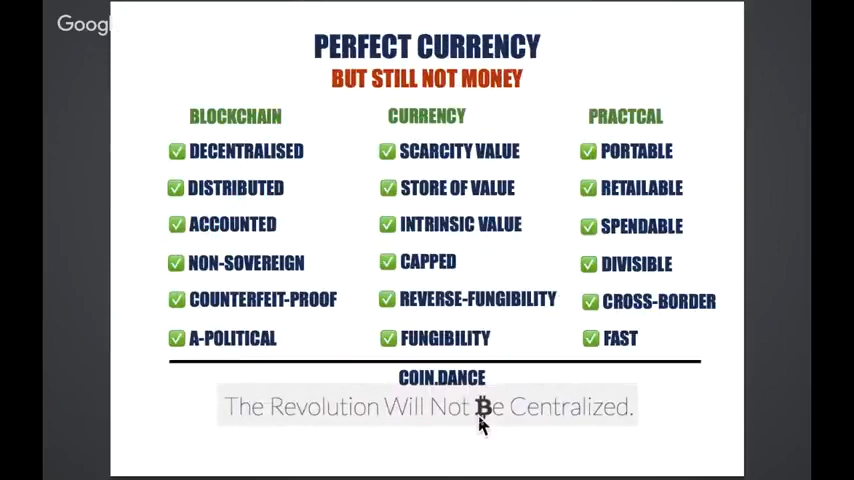 Googl
PERFECT CURRENCY
BUT STILL NOT MONEY
BLOCKCHAIN
DECENTRALISED
DISTRIBUTED
ACCOUNTED
NON-SOVEREIGN
COUNTERFEIT-PROOF
A-POLITICAL
CURRENCY
SCARCITY VALUE
STORE OF VALUE
INTRINSIC VALUE
CAPPED
REVERSE-FUNGIBILITY
FUNGIBILITY
PRACTCAL
PORTABLE
RETAILABLE
SPENDABLE
DIVISIBLE
CROSS-BORDER
FAST
COIN.DANCE
The Revolution Will Not ₿e Centralized.